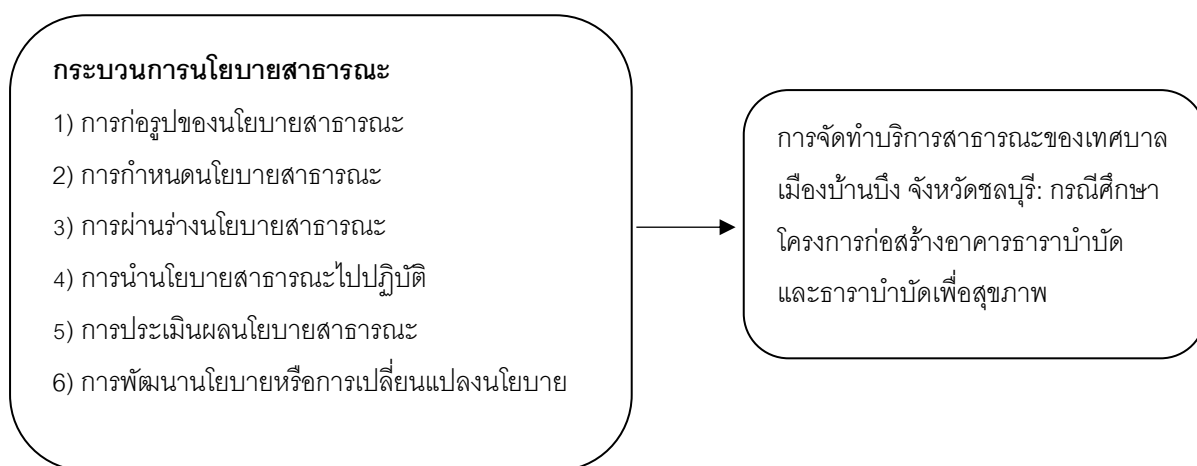 กระบวนการนโยบายสาธารณะ
1) การก่อรูปของนโยบายสาธารณะ
2) การกำหนดนโยบายสาธารณะ
3) การผ่านร่างนโยบายสาธารณะ
4) การนำนโยบายสาธารณะไปปฏิบัติ
5) การประเมินผลนโยบายสาธารณะ
6) การพัฒนานโยบายหรือการเปลี่ยนแปลงนโยบาย
การจัดทำบริการสาธารณะของเทศบาล
เมืองบ้านบึง จังหวัดชลบุรี: กรณีศึกษา
โครงการก่อสร้างอาคารธาราบำบัด
และธาราบำบัดเพื่อสุขภาพ